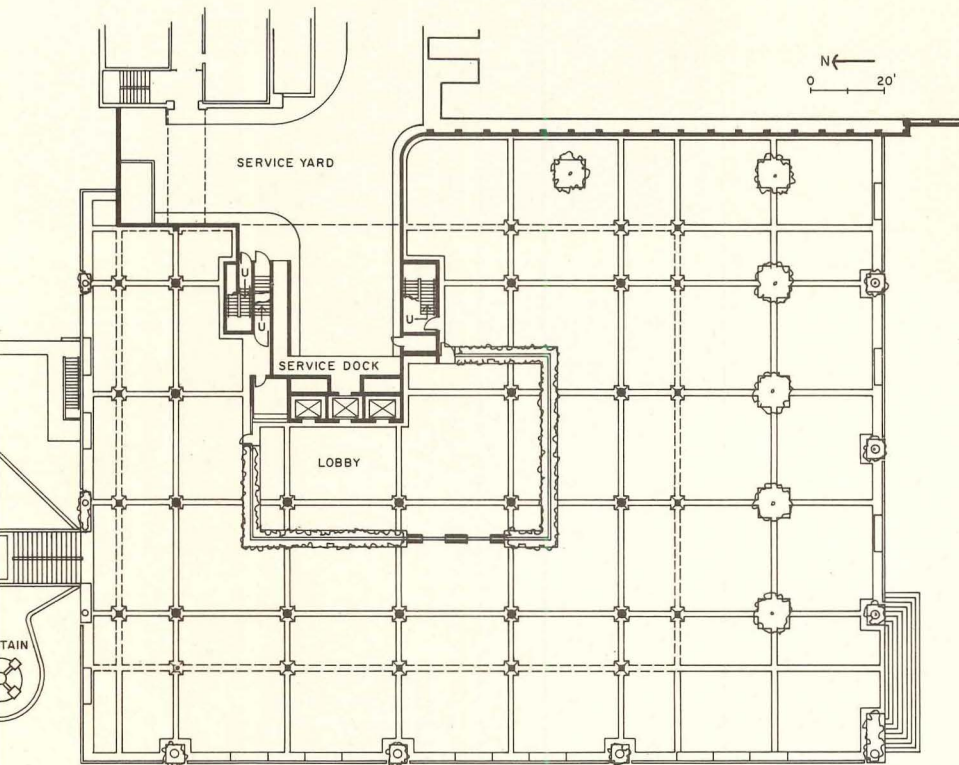 N
0 20'
SERVICE YARD
U
U
U
SERVICE DOCK
LOBBY
TAIN